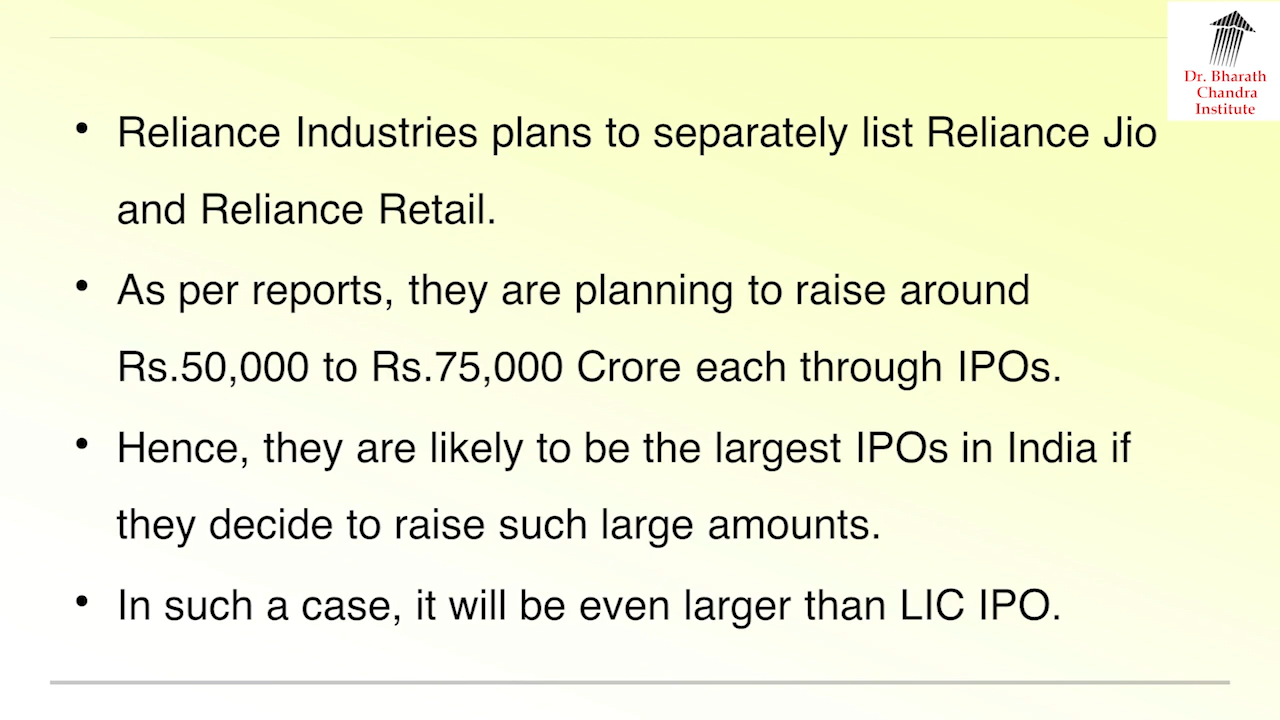 Dr. Bharath
Chandra
Institute
• Reliance Industries plans to separately list Reliance Jio
and Reliance Retail.
• As per reports, they are planning to raise around
Rs.50,000 to Rs.75,000 Crore each through IPOs.
• Hence, they are likely to be the largest IPOs in India if
they decide to raise such large amounts.
• In such a case, it will be even larger than LIC IPO.